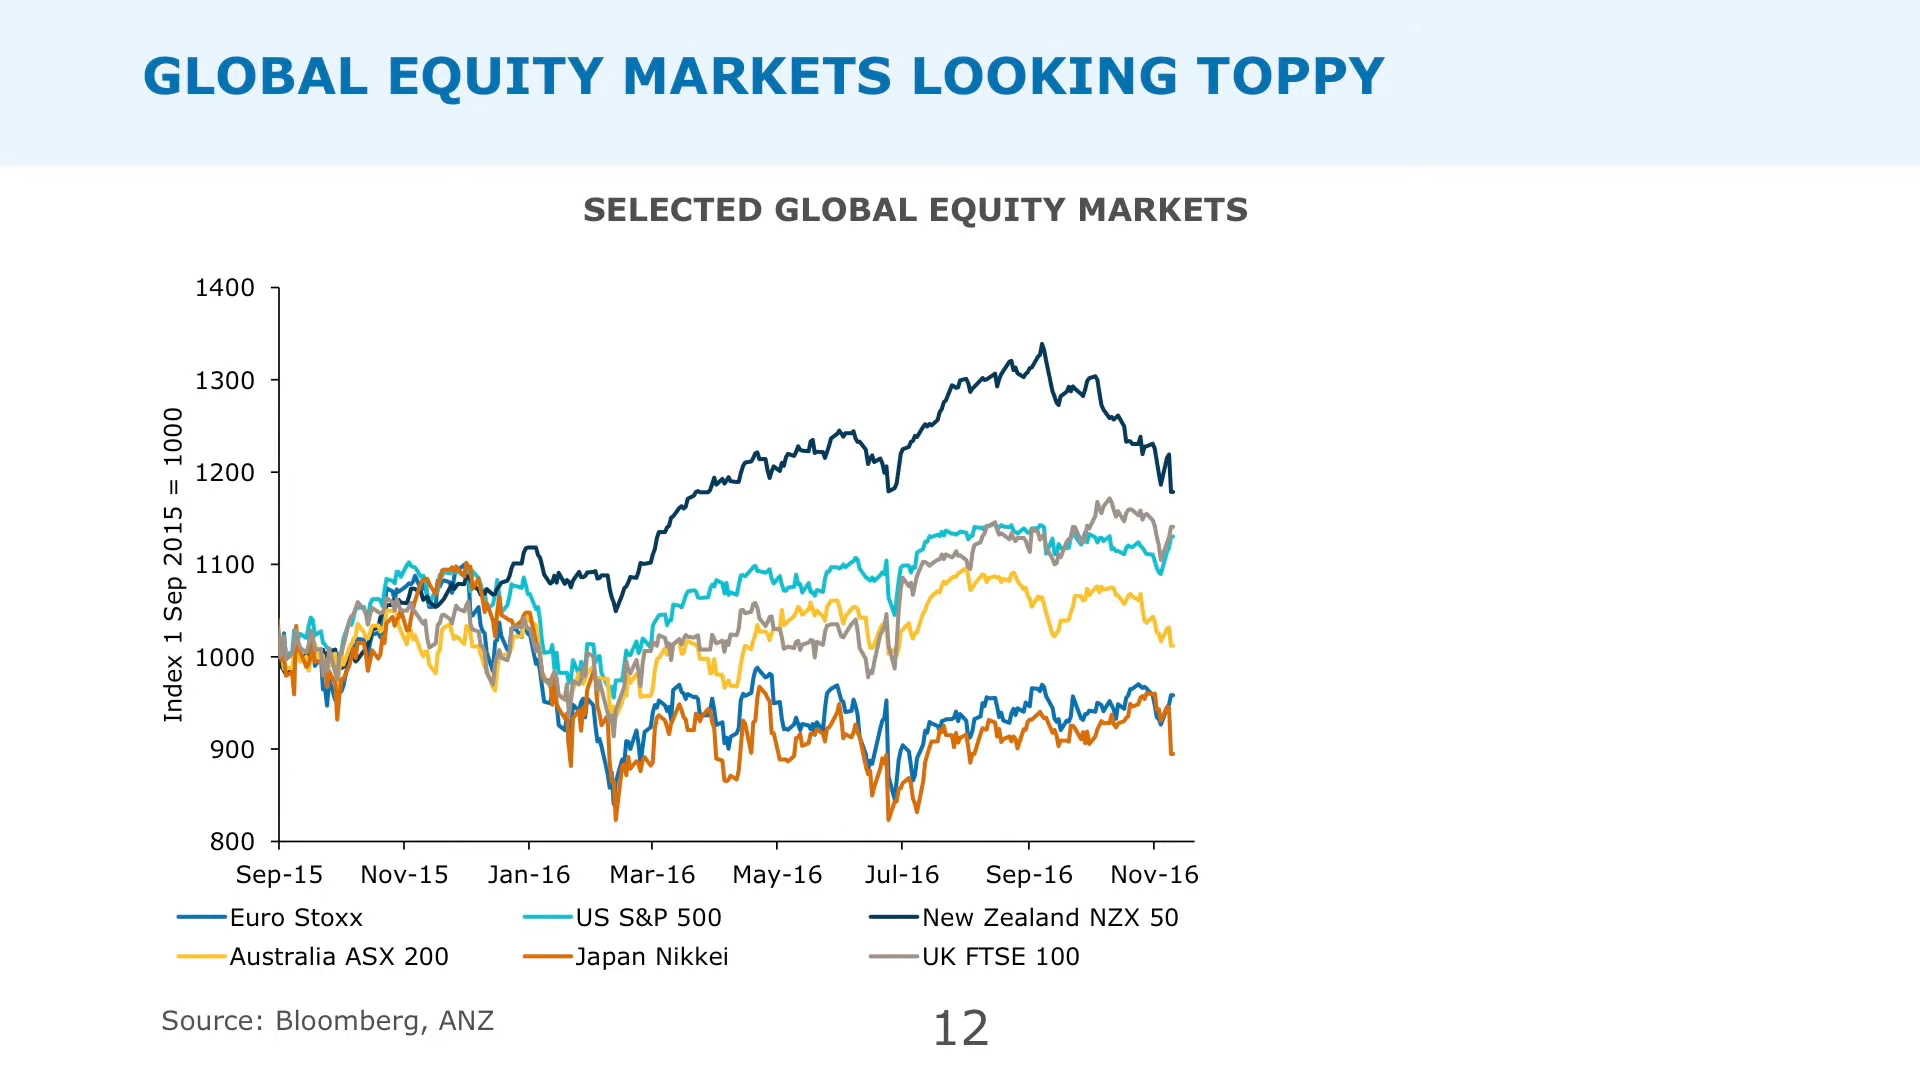 GLOBAL EQUITY MARKETS LOOKING TOPPY
SELECTED GLOBAL EQUITY MARKETS
Index 1 Sep 2015 = 1000
1400
1300
1200
1100
1000
900
800
Sep-15 Nov-15 Jan-16 Mar-16 May-16 Jul-16 Sep-16 Nov-16
Euro Stoxx US S&P 500 New Zealand NZX 50
Australia ASX 200 Japan Nikkei UK FTSE 100
Source: Bloomberg, ANZ
12